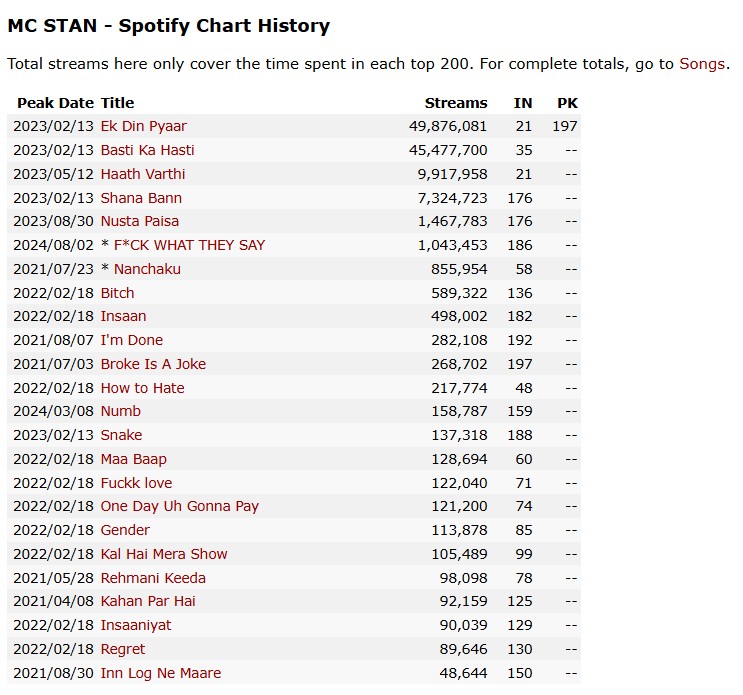 MC STAN - Spotify Chart History
Total streams here only cover the time spent in each top 200. For complete totals, go to Songs.
Peak Date Title Streams IN PK
2023/02/13 Ek Din Pyaar 49,876,081 21 197
2023/02/13 Basti Ka Hasti 45,477,700 35 --
2023/05/12 Haath Varthi 9,917,958 21 --
2023/02/13 Shana Bann 7,324,723 176 --
2023/08/30 Nusta Paisa 1,467,783 176 --
2024/08/02 * F*CK WHAT THEY SAY 1,043,453 186 --
2021/07/23 * Nanchaku 855,954 58 --
2022/02/18 Bitch 589,322 136 --
2022/02/18 Insaan 498,002 182 --
2021/08/07 I'm Done 282,108 192 --
2021/07/03 Broke Is A Joke 268,702 197 --
2022/02/18 How to Hate 217,774 48 --
2024/03/08 Numb 158,787 159 --
2023/02/13 Snake 137,318 188 --
2022/02/18 Maa Baap 128,694 60 --
2022/02/18 Fuckk love 122,040 71 --
2022/02/18 One Day Uh Gonna Pay 121,200 74 --
2022/02/18 Gender 113,878 85 --
2022/02/18 Kal Hai Mera Show 105,489 99 --
2021/05/28 Rehmani Keeda 98,098 78 --
2021/04/08 Kahan Par Hai 92,159 125 --
2022/02/18 Insaaniyat 90,039 129 --
2022/02/18 Regret 89,646 130 --
2021/08/30 Inn Log Ne Maare 48,644 150 --